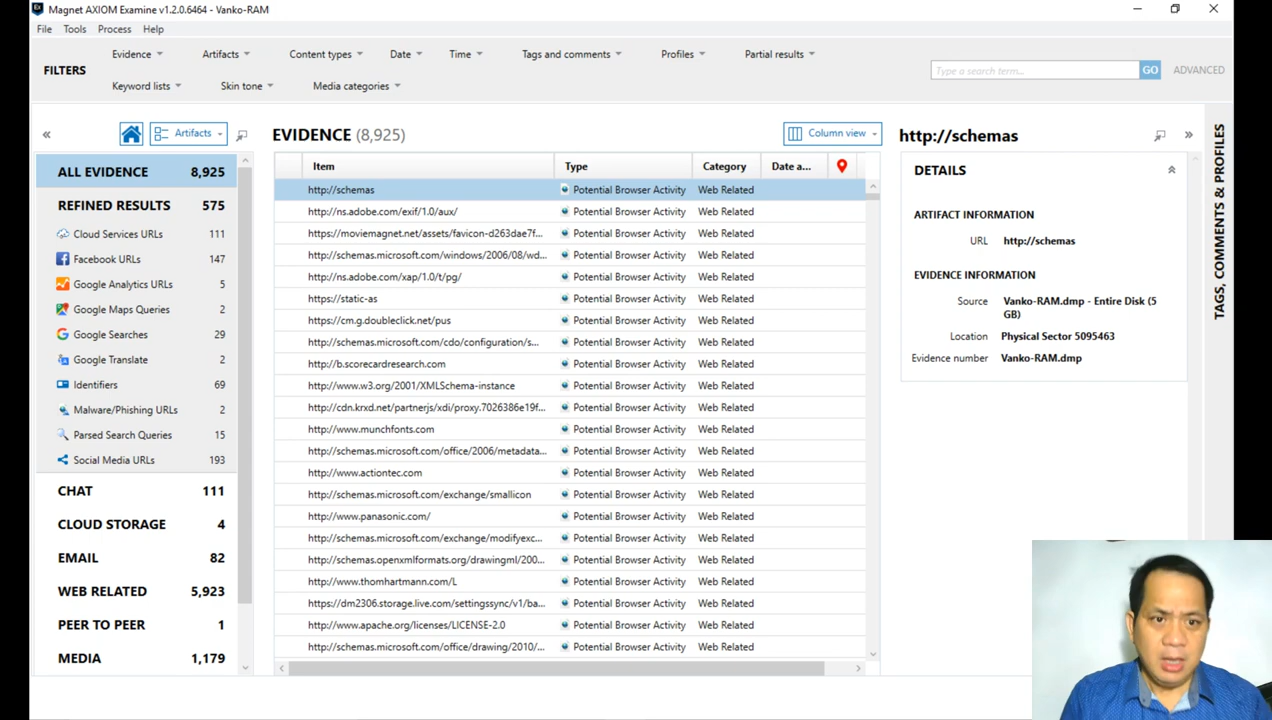 Magnet AXIOM Examine v1.2.0.6464 - Vanko-RAM
File Tools Process Help
FILTERS
Evidence Artifacts Content types Date Time Tags and comments Profiles Partial results
Keyword lists Skin tone Media categories
Type a search term... GO ADVANCED
Artifacts
ALL EVIDENCE 8,925
REFINED RESULTS 575
Cloud Services URLs 111
Facebook URLs 147
Google Analytics URLs 5
Google Maps Queries 2
Google Searches 29
Google Translate 2
Identifiers 69
Malware/Phishing URLs 2
Parsed Search Queries 15
Social Media URLs 193
CHAT 111
CLOUD STORAGE 4
EMAIL 82
WEB RELATED 5,923
PEER TO PEER 1
MEDIA 1,179
EVIDENCE (8,925)
Column view
Item Type Category Date a...
http://schemas Potential Browser Activity Web Related
http://ns.adobe.com/exif/1.0/aux/ Potential Browser Activity Web Related
https://moviemagnet.net/assets/favicon-d263dae7f... Potential Browser Activity Web Related
http://schemas.microsoft.com/windows/2006/08/wd... Potential Browser Activity Web Related
http://ns.adobe.com/xap/1.0/t/pg/ Potential Browser Activity Web Related
https://static-as Potential Browser Activity Web Related
https://cm.g.doubleclick.net/pus Potential Browser Activity Web Related
http://schemas.microsoft.com/cdo/configuration/s... Potential Browser Activity Web Related
http://b.scorecardresearch.com Potential Browser Activity Web Related
http://www.w3.org/2001/XMLSchema-instance Potential Browser Activity Web Related
http://cdn.krxd.net/partnerjs/xdi/proxy.7026386e19f... Potential Browser Activity Web Related
http://www.munchfonts.com Potential Browser Activity Web Related
http://schemas.microsoft.com/office/2006/metadata... Potential Browser Activity Web Related
http://www.actiontec.com Potential Browser Activity Web Related
http://schemas.microsoft.com/exchange/smallicon Potential Browser Activity Web Related
http://www.panasonic.com/ Potential Browser Activity Web Related
http://schemas.microsoft.com/exchange/modifyexc... Potential Browser Activity Web Related
http://schemas.openxmlformats.org/drawingml/200... Potential Browser Activity Web Related
http://www.thomhartmann.com/L Potential Browser Activity Web Related
https://dm2306.storage.live.com/settingssync/v1/ba... Potential Browser Activity Web Related
http://www.apache.org/licenses/LICENSE-2.0 Potential Browser Activity Web Related
http://schemas.microsoft.com/office/drawing/2010/... Potential Browser Activity Web Related
http://schemas
DETAILS
ARTIFACT INFORMATION
URL http://schemas
EVIDENCE INFORMATION
Source Vanko-RAM.dmp - Entire Disk (5
GB)
Location Physical Sector 5095463
Evidence number Vanko-RAM.dmp
TAGS, COMMENTS & PROFILES